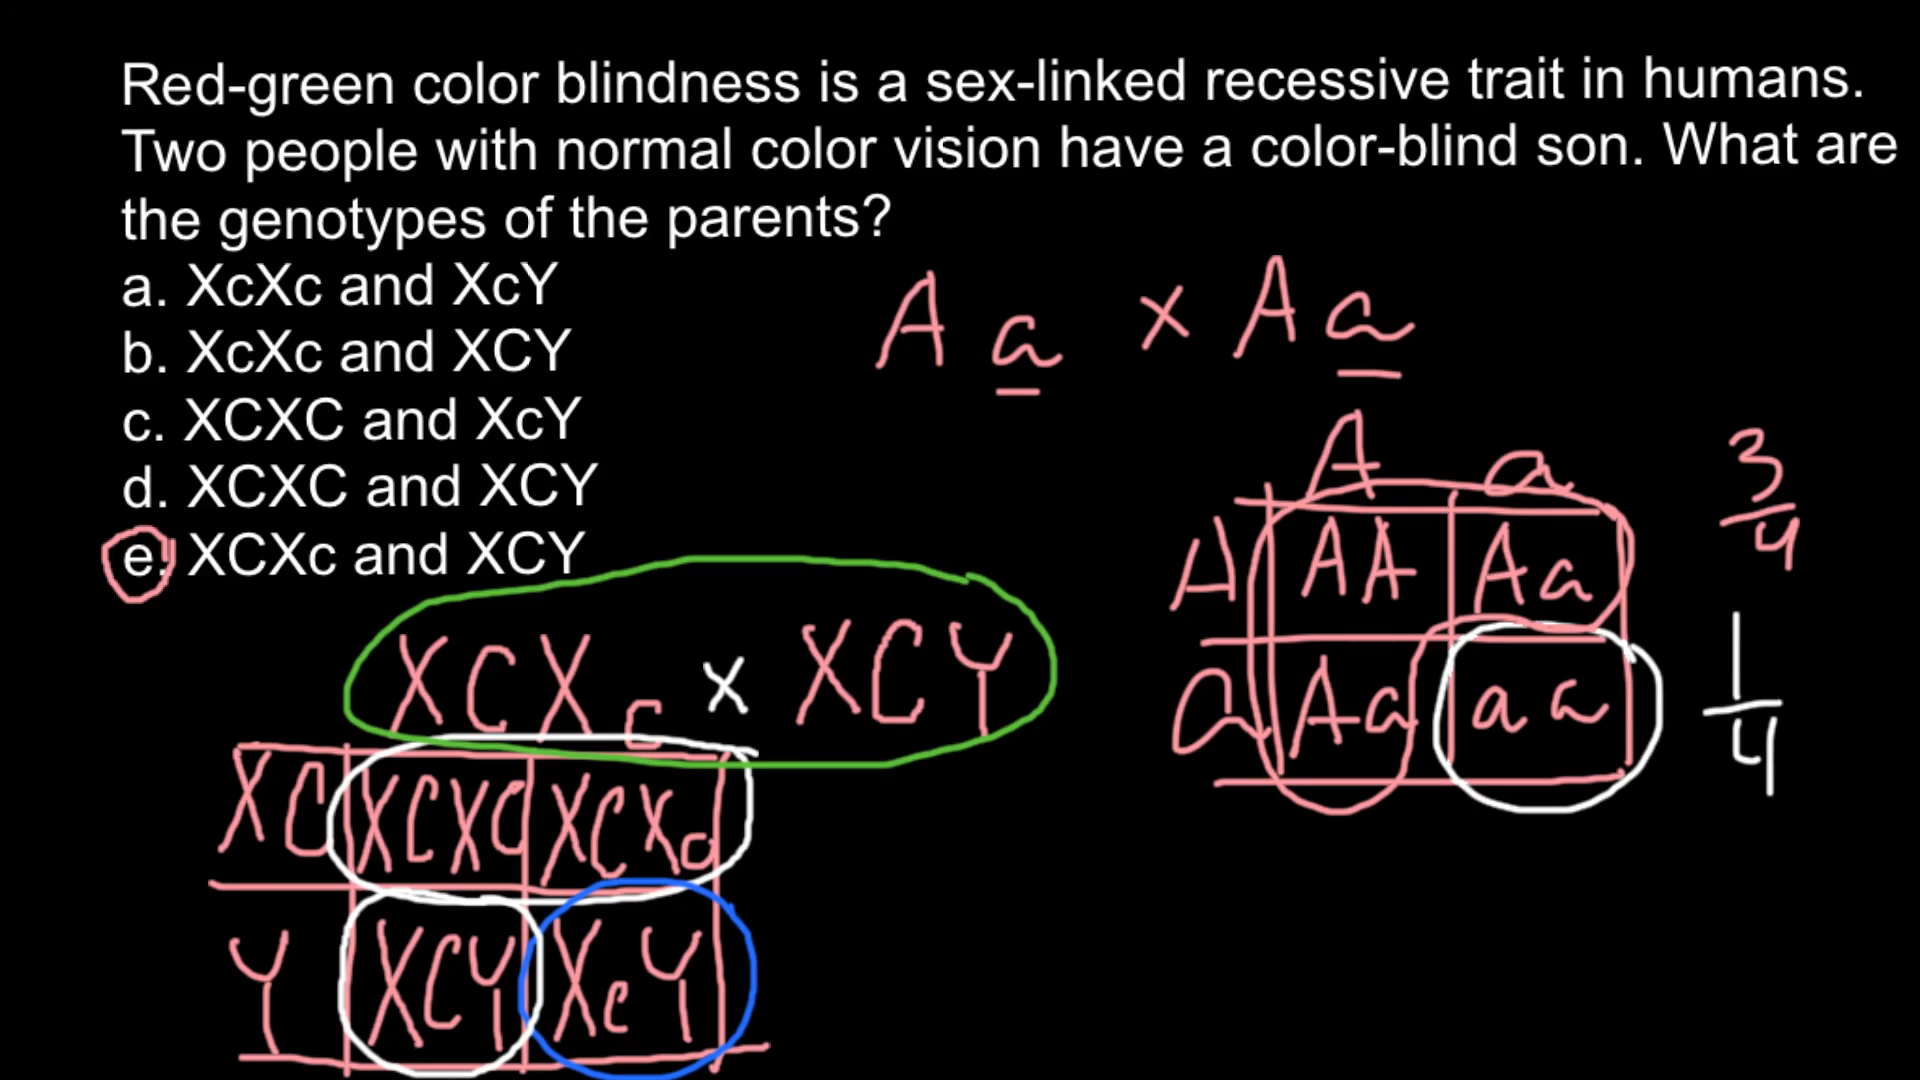 Red-green color blindness is a sex-linked recessive trait in humans.
Two people with normal color vision have a color-blind son. What are
the genotypes of the parents?
a. XcXc and XcY
b. XcXc and XCY
c. XCXC and XcY
d. XCXC and XCY
e. XCXc and XCY
Aa x Aa
A a
A AA Aa
a Aa aa
3/4
1/4
XCXc x XCY
XC XCXC XCXc
Y XCY XcY